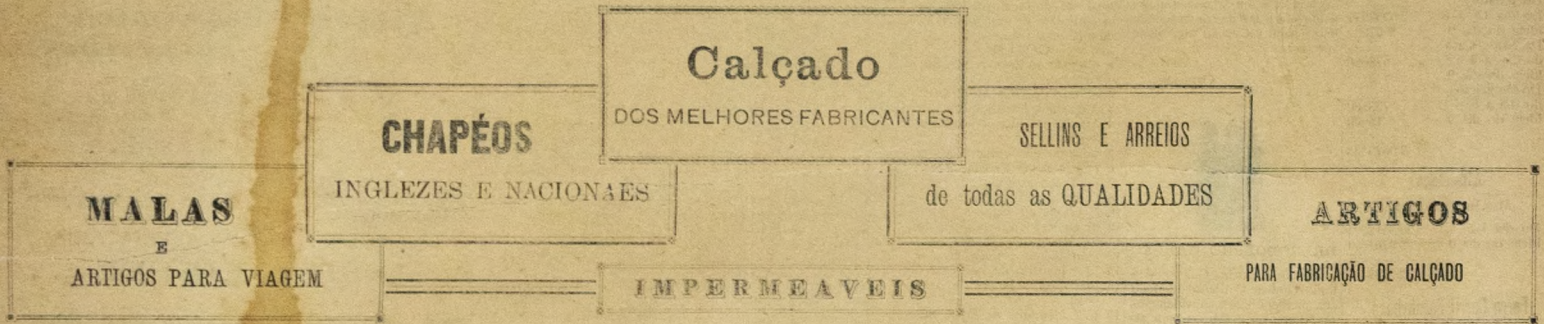 Calçado
DOS MELHORES FABRICANTES
CHAPÉOS
INGLEZES E NACIONAES
SELLINS E ARREIOS
de todas as QUALIDADES
MALAS
E
ARTIGOS PARA VIAGEM
ARTIGOS
PARA FABRICAÇÃO DE CALÇADO
IMPERMEAVEIS